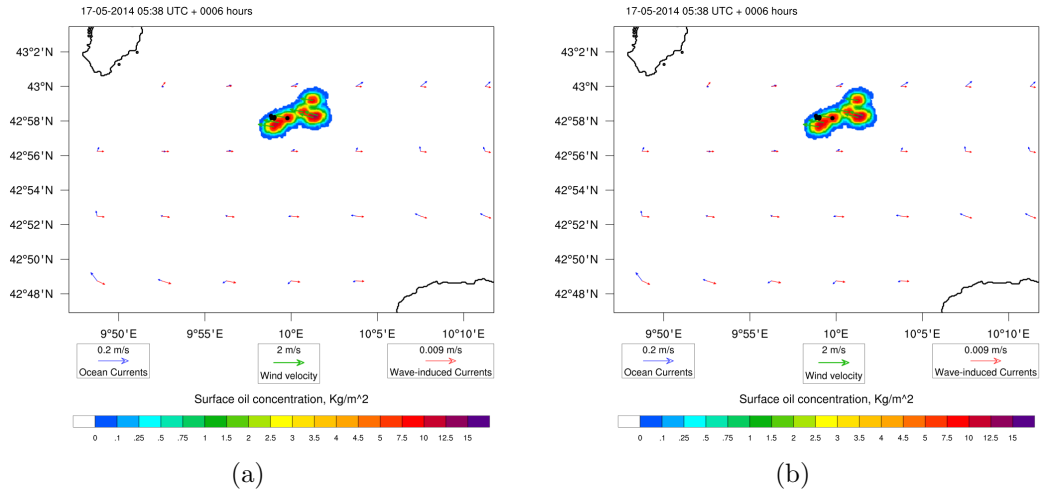 17-05-2014 05:38 UTC + 0006 hours
43°2'N
43°N
42°58'N
42°56'N
42°54'N
42°52'N
42°50'N
42°48'N
9°50'E 9°55'E 10°E 10°5'E 10°10'E
0.2 m/s
Ocean Currents
2 m/s
Wind velocity
0.009 m/s
Wave-induced Currents
Surface oil concentration, Kg/m^2
0 .1 .25 .5 .75 1 1.5 2 2.5 3 3.5 4 4.5 5 7.5 10 12.5 15
(a)
17-05-2014 05:38 UTC + 0006 hours
43°2'N
43°N
42°58'N
42°56'N
42°54'N
42°52'N
42°50'N
42°48'N
9°50'E 9°55'E 10°E 10°5'E 10°10'E
0.2 m/s
Ocean Currents
2 m/s
Wind velocity
0.009 m/s
Wave-induced Currents
Surface oil concentration, Kg/m^2
0 .1 .25 .5 .75 1 1.5 2 2.5 3 3.5 4 4.5 5 7.5 10 12.5 15
(b)